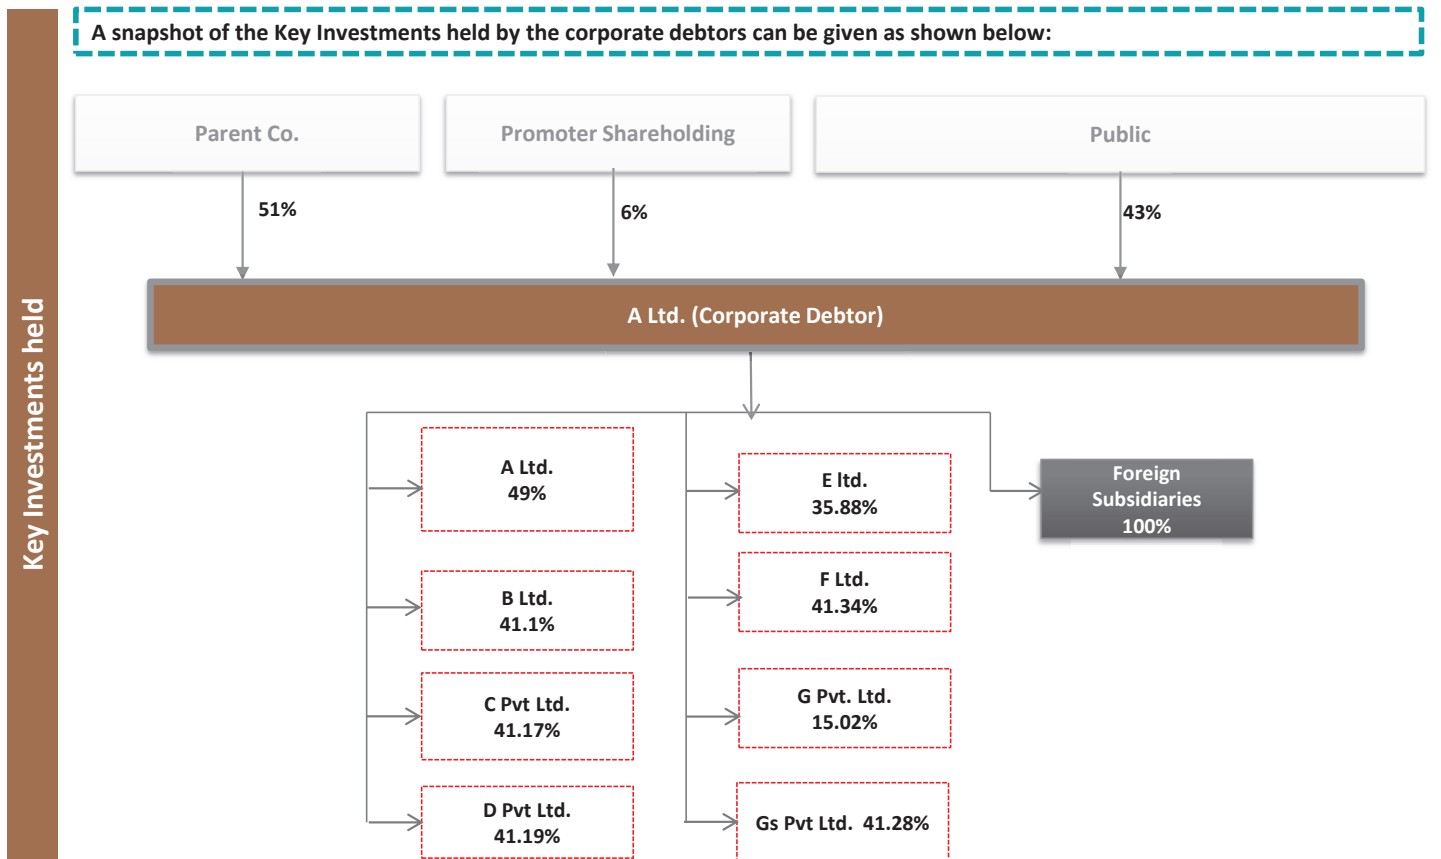 A snapshot of the Key Investments held by the corporate debtors can be given as shown below:
Key Investments held
Parent Co.
Promoter Shareholding
Public
51%
6%
43%
A Ltd. (Corporate Debtor)
A Ltd.
49%
B Ltd.
41.1%
C Pvt Ltd.
41.17%
D Pvt Ltd.
41.19%
E ltd.
35.88%
F Ltd.
41.34%
G Pvt. Ltd.
15.02%
Gs Pvt Ltd. 41.28%
Foreign
Subsidiaries
100%